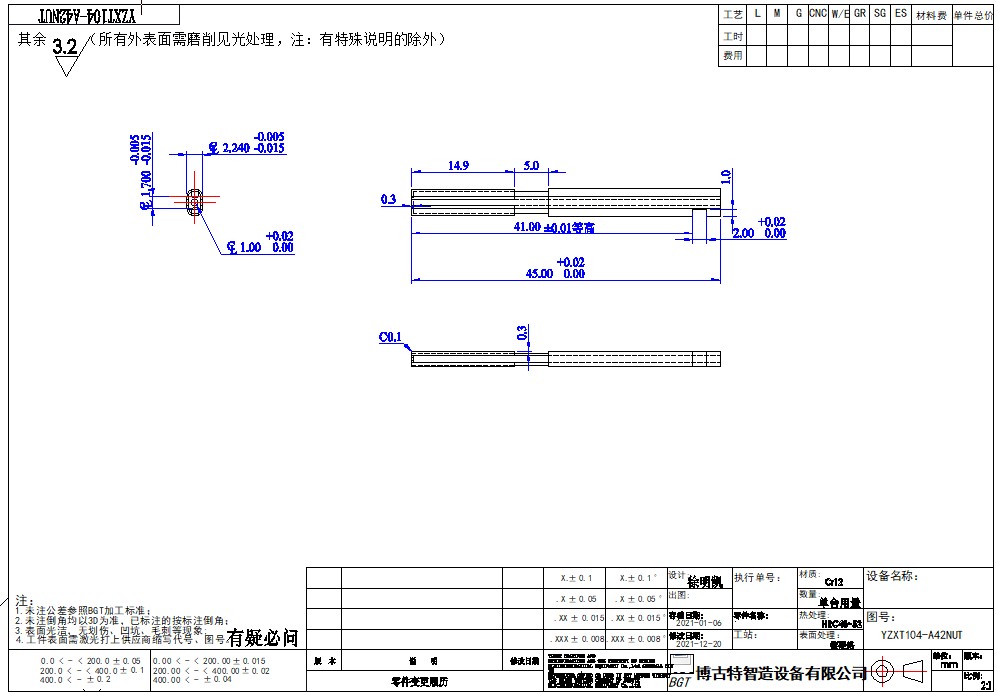 YZXT104-A42NUT
其余 3.2 (所有外表面需磨削见光处理，注：有特殊说明的除外)
工艺 L M G CNC W/E GR SG ES 材料费 单件总价
工时
费用
-0.005
2.240 -0.015
-0.005
1.700 -0.015
+0.02
1.00 0.00
14.9 5.0
1.0
0.3
41.00 ±0.01等高
+0.02
2.00 0.00
+0.02
45.00 0.00
C0.1
0.3
注：
1.未注公差参照BGT加工标准；
2.未注倒角均以3D为准，已标注的按标注倒角；
3.表面光洁、无划伤、凹坑、毛刺等现象；
4.工件表面需激光打上供应商缩写代号、图号
有疑必问
0.0 < - < 200.0 ± 0.05 0.00 < - < 200.00 ± 0.015
200.0 < - < 400.0 ± 0.1 200.00 < - < 400.00 ± 0.02
400.0 < - ± 0.2 400.00 < - ± 0.04
版 本 说 明 修改日期
零件变更履历
X.± 0.1 X.± 0.1°
.X ± 0.05 .X ± 0.05 °
.XX ± 0.015 .XX ± 0.015°
.XXX ± 0.008 .XXX ± 0.008°
设计 徐明凯
出图:
存档日期:
2021-01-06
修改日期:
2021-12-20
执行单号:
零件名称:
工站:
材质: Cr12
数量: 单台用量
热处理:
表面处理:
设备名称:
图号:
YZXT104-A42NUT
BGT 博古特智造设备有限公司
单位: mm
版本:
比例: 2:1